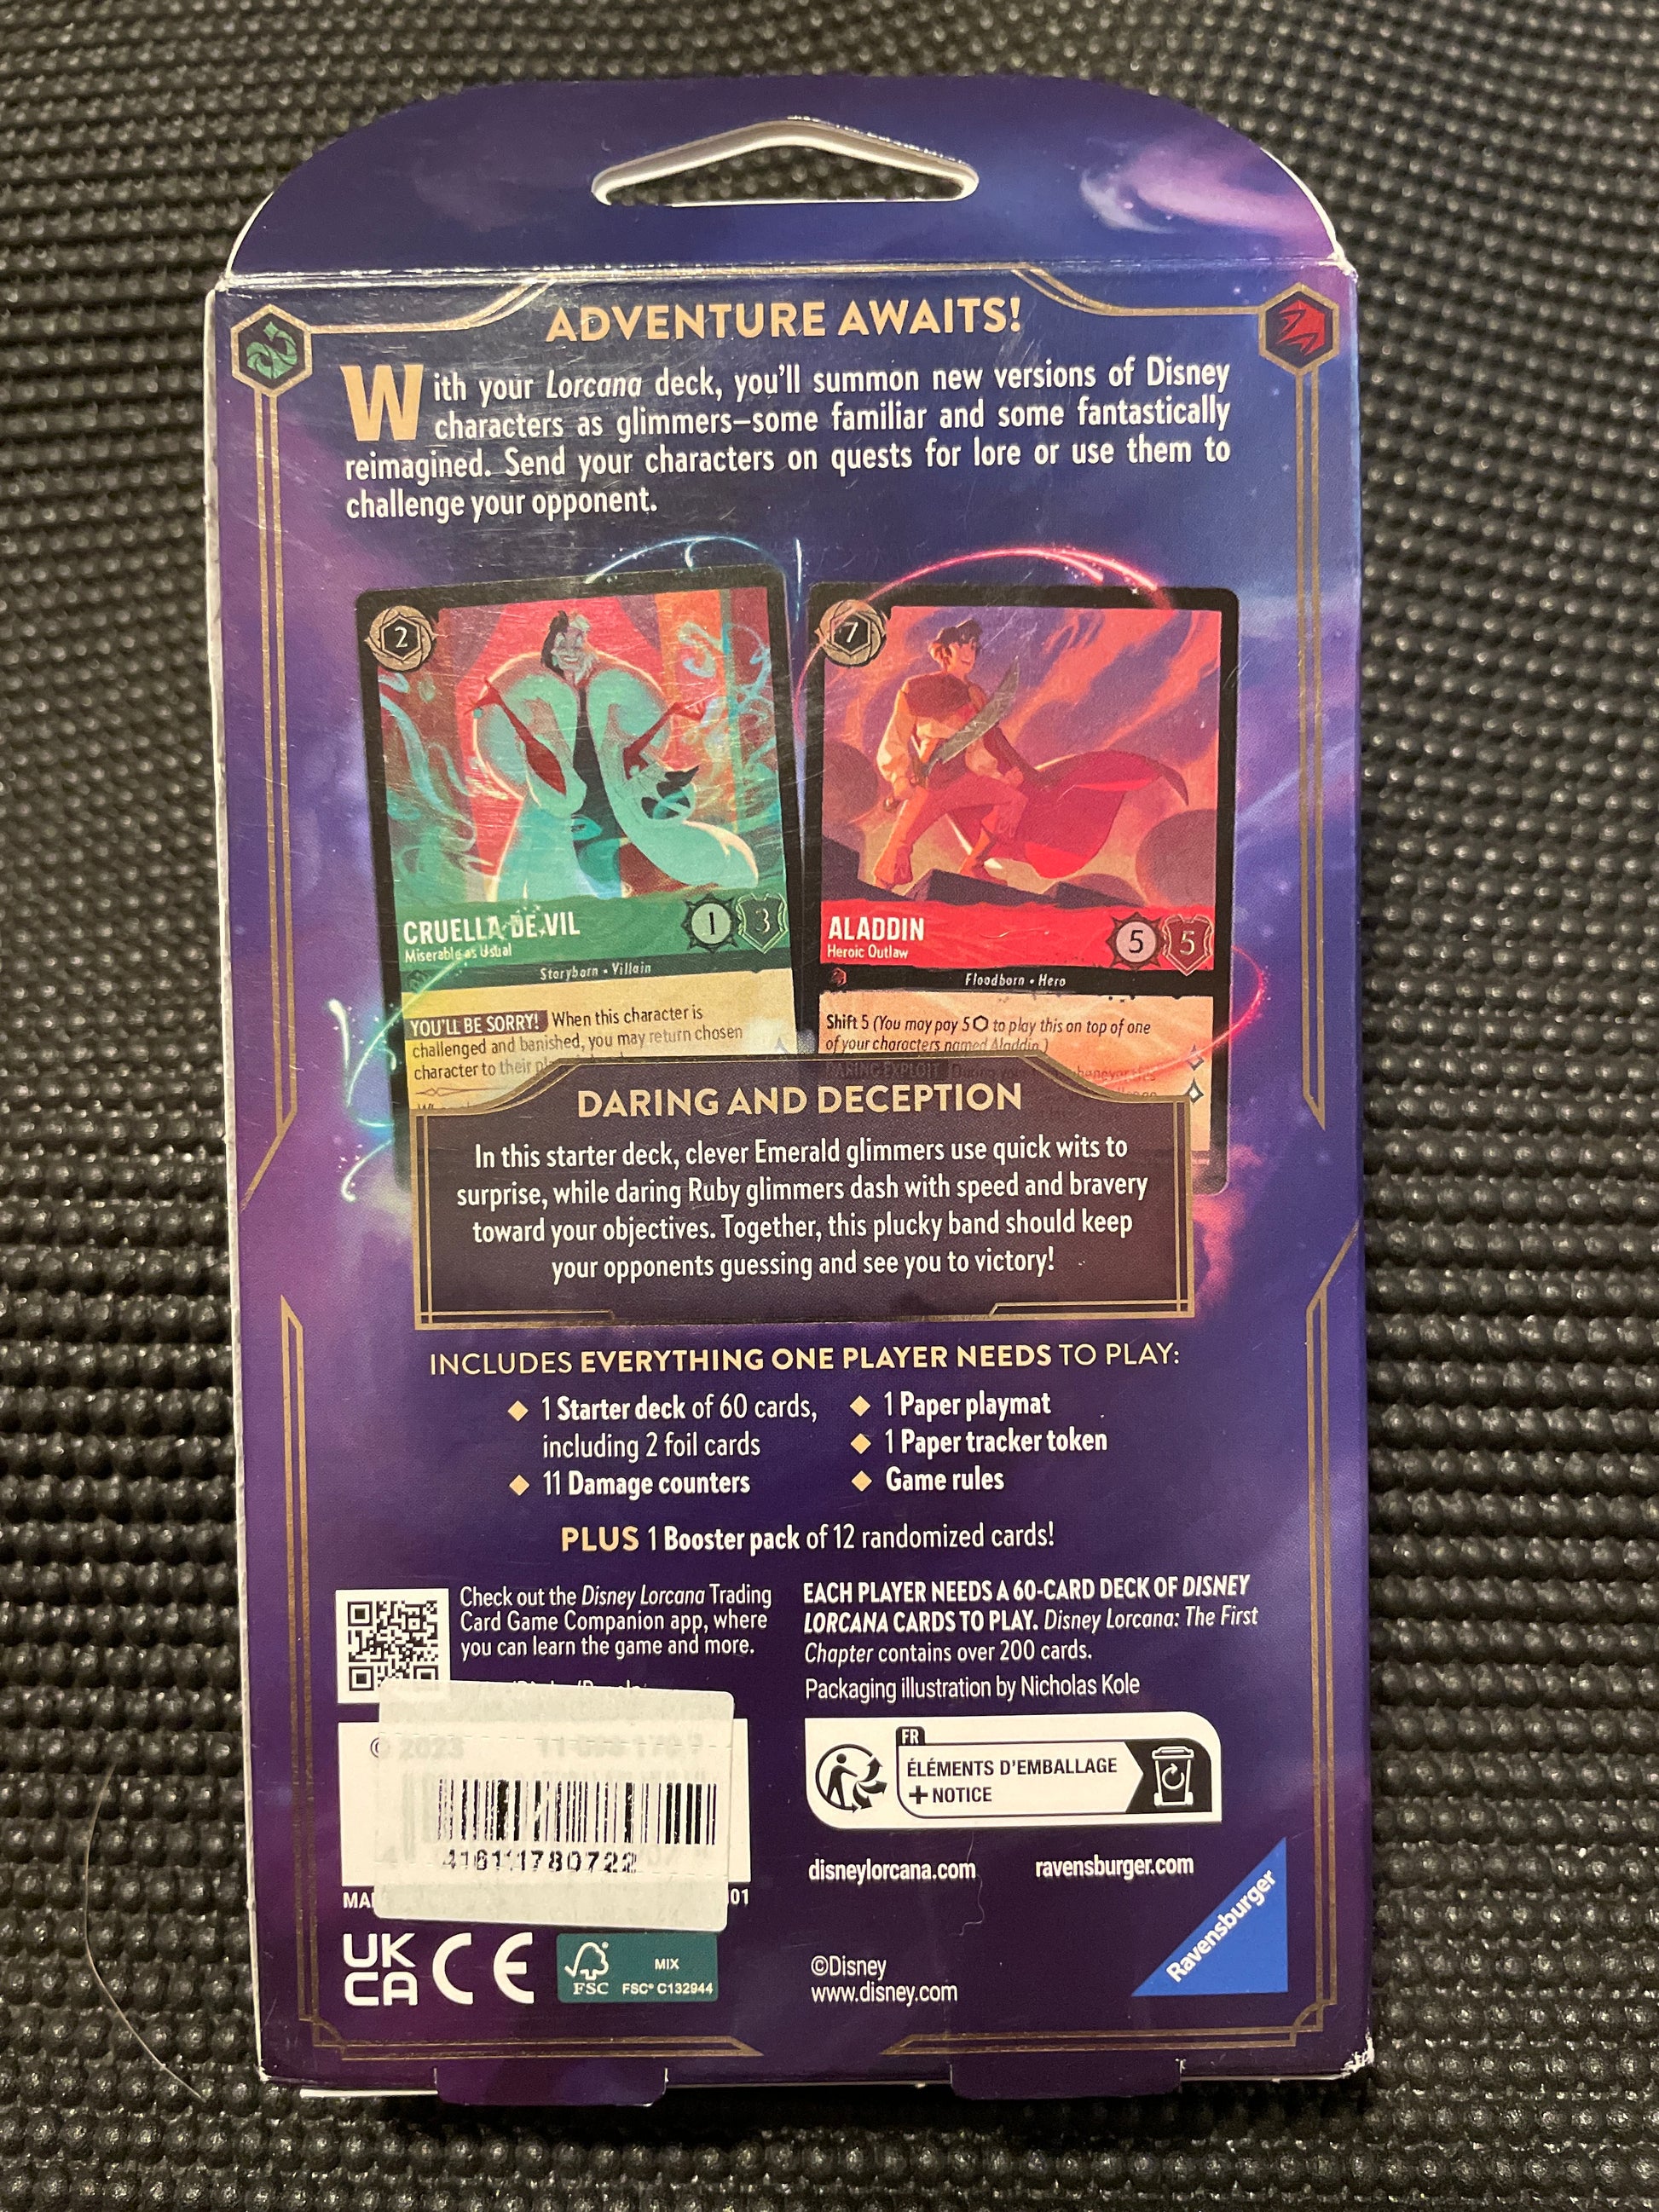 ADVENTURE AWAITS!
With your Lorcana deck, you'll summon new versions of Disney
characters as glimmers—some familiar and some fantastically
reimagined. Send your characters on quests for lore or use them to
challenge your opponent.
2
CRUELLA DE VIL
1 3
Miserable as Usual
Storyborn • Villain
YOU'LL BE SORRY! When this character is
challenged and banished, you may return chosen
character to their
7
ALADDIN
5 5
Heroic Outlaw
Floodborn • Hero
Shift 5 (You may pay 5 to play this on top of one
of your characters named Aladdin.)
DARING EXPLOIT During your
DARING AND DECEPTION
In this starter deck, clever Emerald glimmers use quick wits to
surprise, while daring Ruby glimmers dash with speed and bravery
toward your objectives. Together, this plucky band should keep
your opponents guessing and see you to victory!
INCLUDES EVERYTHING ONE PLAYER NEEDS TO PLAY:
1 Starter deck of 60 cards,
including 2 foil cards
11 Damage counters
1 Paper playmat
1 Paper tracker token
Game rules
PLUS 1 Booster pack of 12 randomized cards!
Check out the Disney Lorcana Trading
Card Game Companion app, where
you can learn the game and more.
EACH PLAYER NEEDS A 60-CARD DECK OF DISNEY
LORCANA CARDS TO PLAY. Disney Lorcana: The First
Chapter contains over 200 cards.
Packaging illustration by Nicholas Kole
© 2023
41611780722
01
FR
ÉLÉMENTS D'EMBALLAGE
+ NOTICE
disneylorcana.com ravensburger.com
Ravensburger
UK
CA CE
FSC
MIX
FSC® C132944
©Disney
www.disney.com